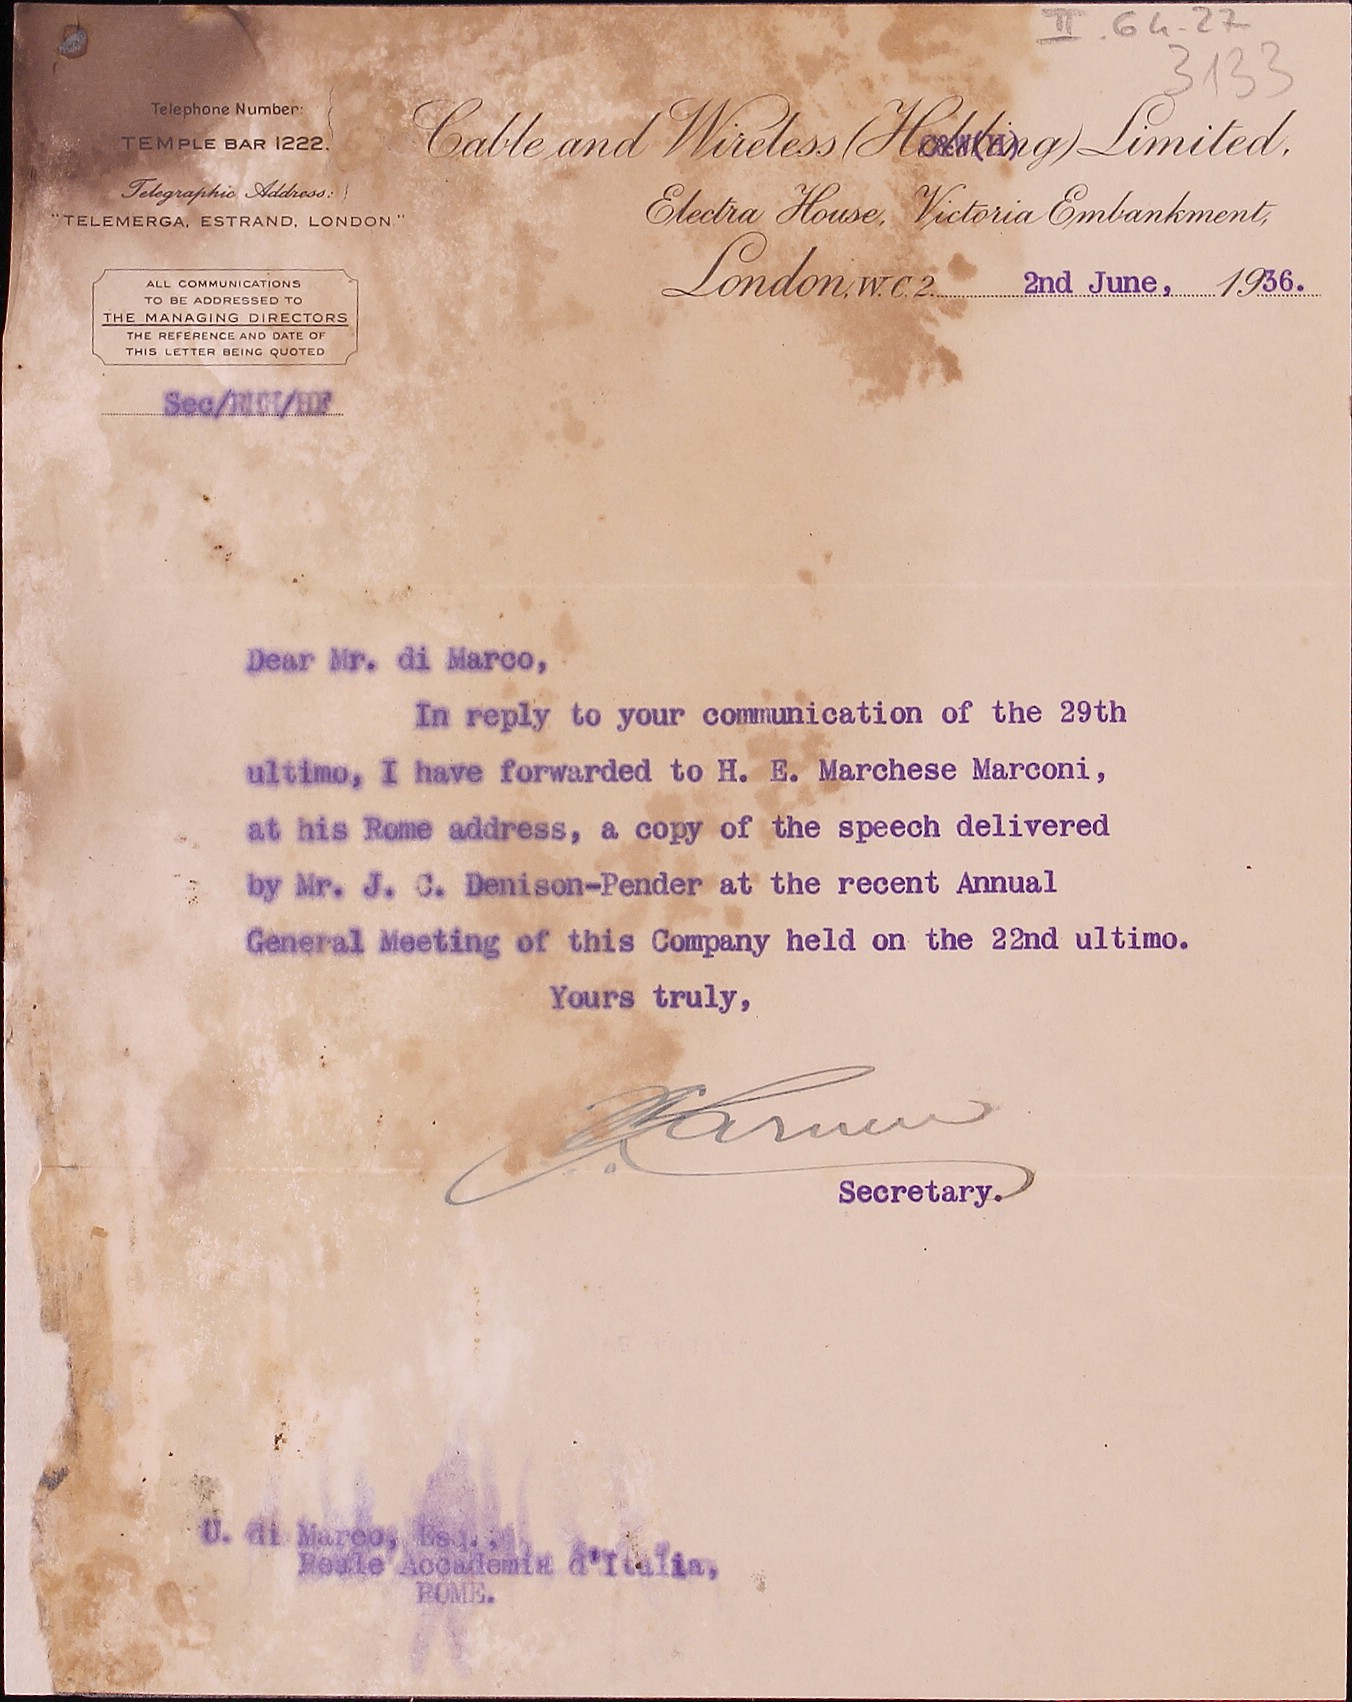 II. 64-27
3133
Telephone Number:
TEMPLE BAR 1222.
Telegraphic Address:
"TELEMERGA, ESTRAND, LONDON."
ALL COMMUNICATIONS
TO BE ADDRESSED TO
THE MANAGING DIRECTORS
THE REFERENCE AND DATE OF
THIS LETTER BEING QUOTED
Sec/
Cable and Wireless (Holding) Limited,
C&W(H)
Electra House, Victoria Embankment,
London, W.C.2. 2nd June, 1936.
Dear Mr. di Marco,
In reply to your communication of the 29th
ultimo, I have forwarded to H. E. Marchese Marconi,
at his Rome address, a copy of the speech delivered
by Mr. J. C. Denison-Pender at the recent Annual
General Meeting of this Company held on the 22nd ultimo.
Yours truly,
Secretary.
U. di Marco, Esq.,
Reale Accademia d'Italia,
ROME.